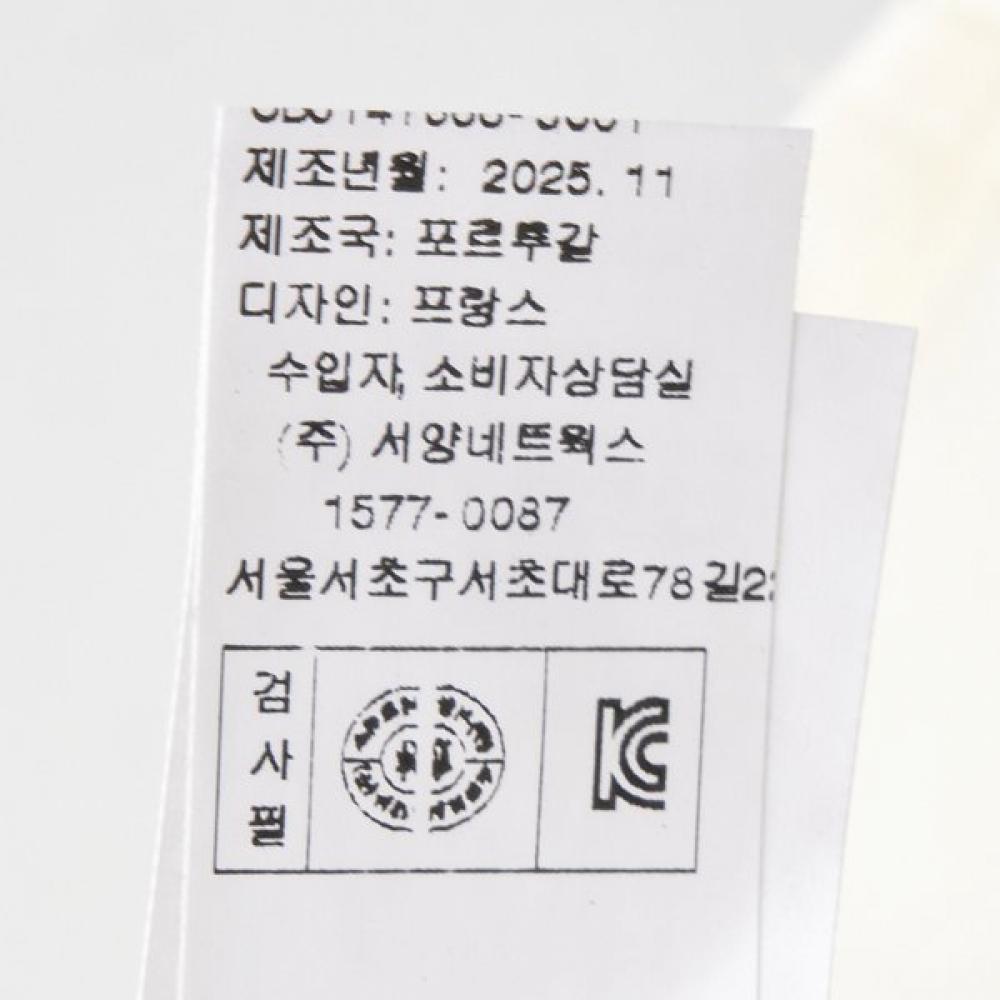 제조년월: 2025. 11
제조국: 포르투갈
디자인: 프랑스
수입자, 소비자상담실
(주) 서양네트웍스
1577-0087
서울서초구서초대로78길2
검
사
필
KC